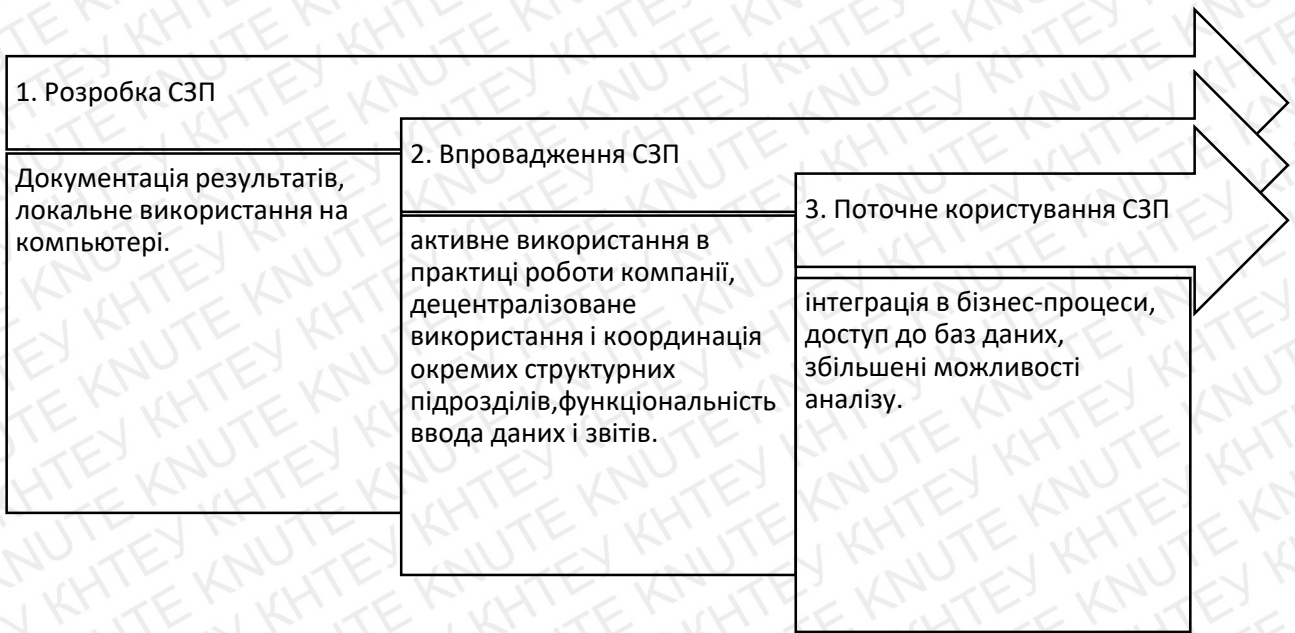 1. Розробка СЗП
Документація результатів,
локальне використання на
компьютері.
2. Впровадження СЗП
активне використання в
практиці роботи компанії,
децентралізоване
використання і координація
окремих структурних
підрозділів,функціональність
ввода даних і звітів.
3. Поточне користування СЗП
інтеграція в бізнес-процеси,
доступ до баз даних,
збільшені можливості
аналізу.